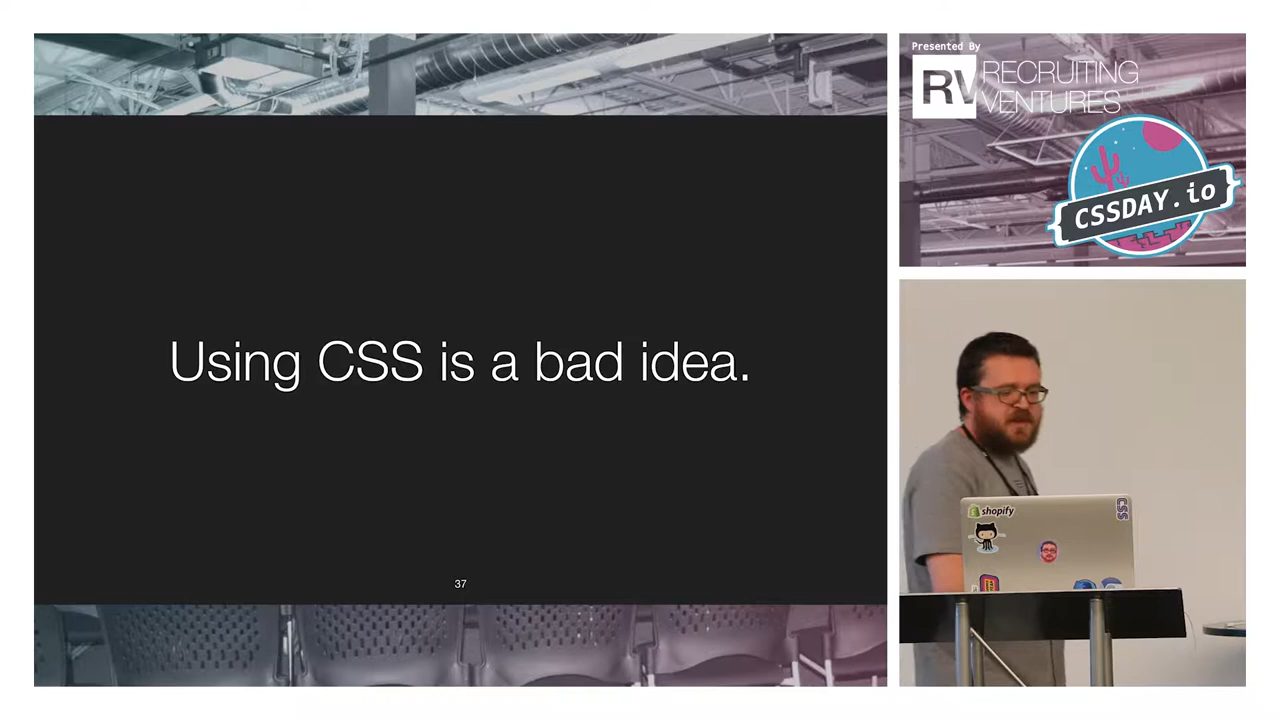 Using CSS is a bad idea.
37
Presented By
RV RECRUITING
VENTURES
{ CSSDAY.io }
shopify
CSS